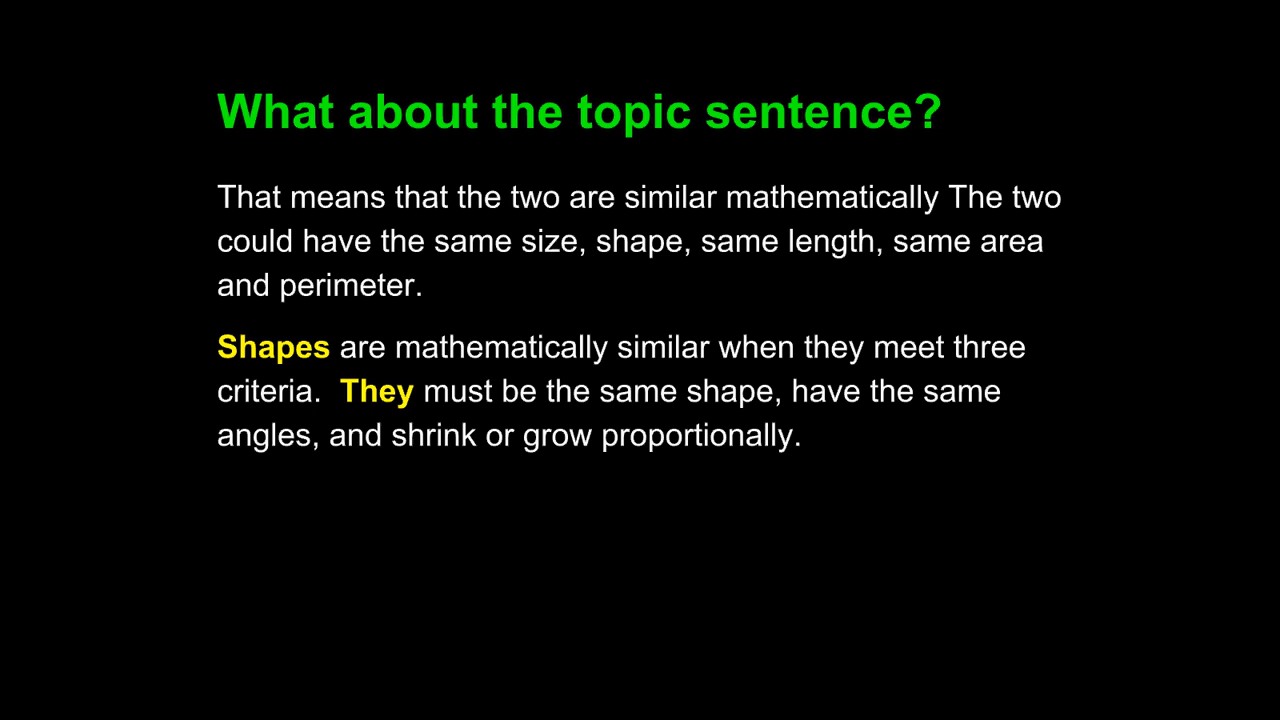 What about the topic sentence?
That means that the two are similar mathematically The two
could have the same size, shape, same length, same area
and perimeter.
Shapes are mathematically similar when they meet three
criteria.  They must be the same shape, have the same
angles, and shrink or grow proportionally.